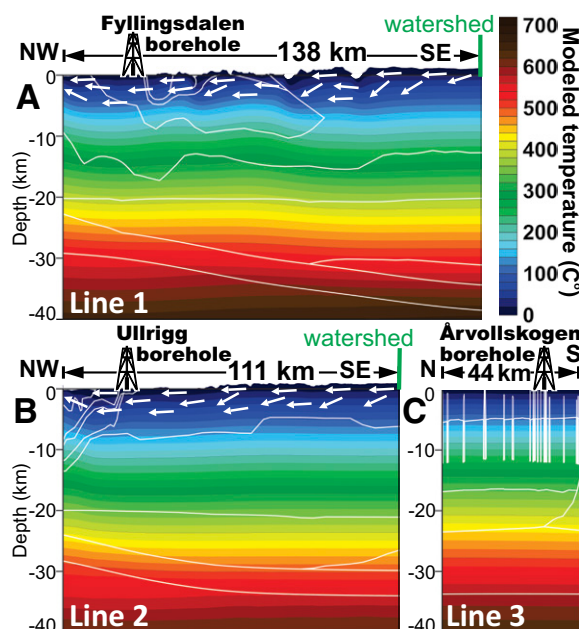 Fyllingsdalen
borehole
watershed
NW
138 km
SE
A
0
-10
-20
-30
-40
Depth (km)
Line 1
700
600
500
400
300
200
100
0
Modeled temperature (C°)
Ullrigg
borehole
watershed
NW
111 km
SE
B
0
-10
-20
-30
-40
Depth (km)
Line 2
Årvollskogen
borehole
N
S
44 km
C
0
-10
-20
-30
-40
Line 3